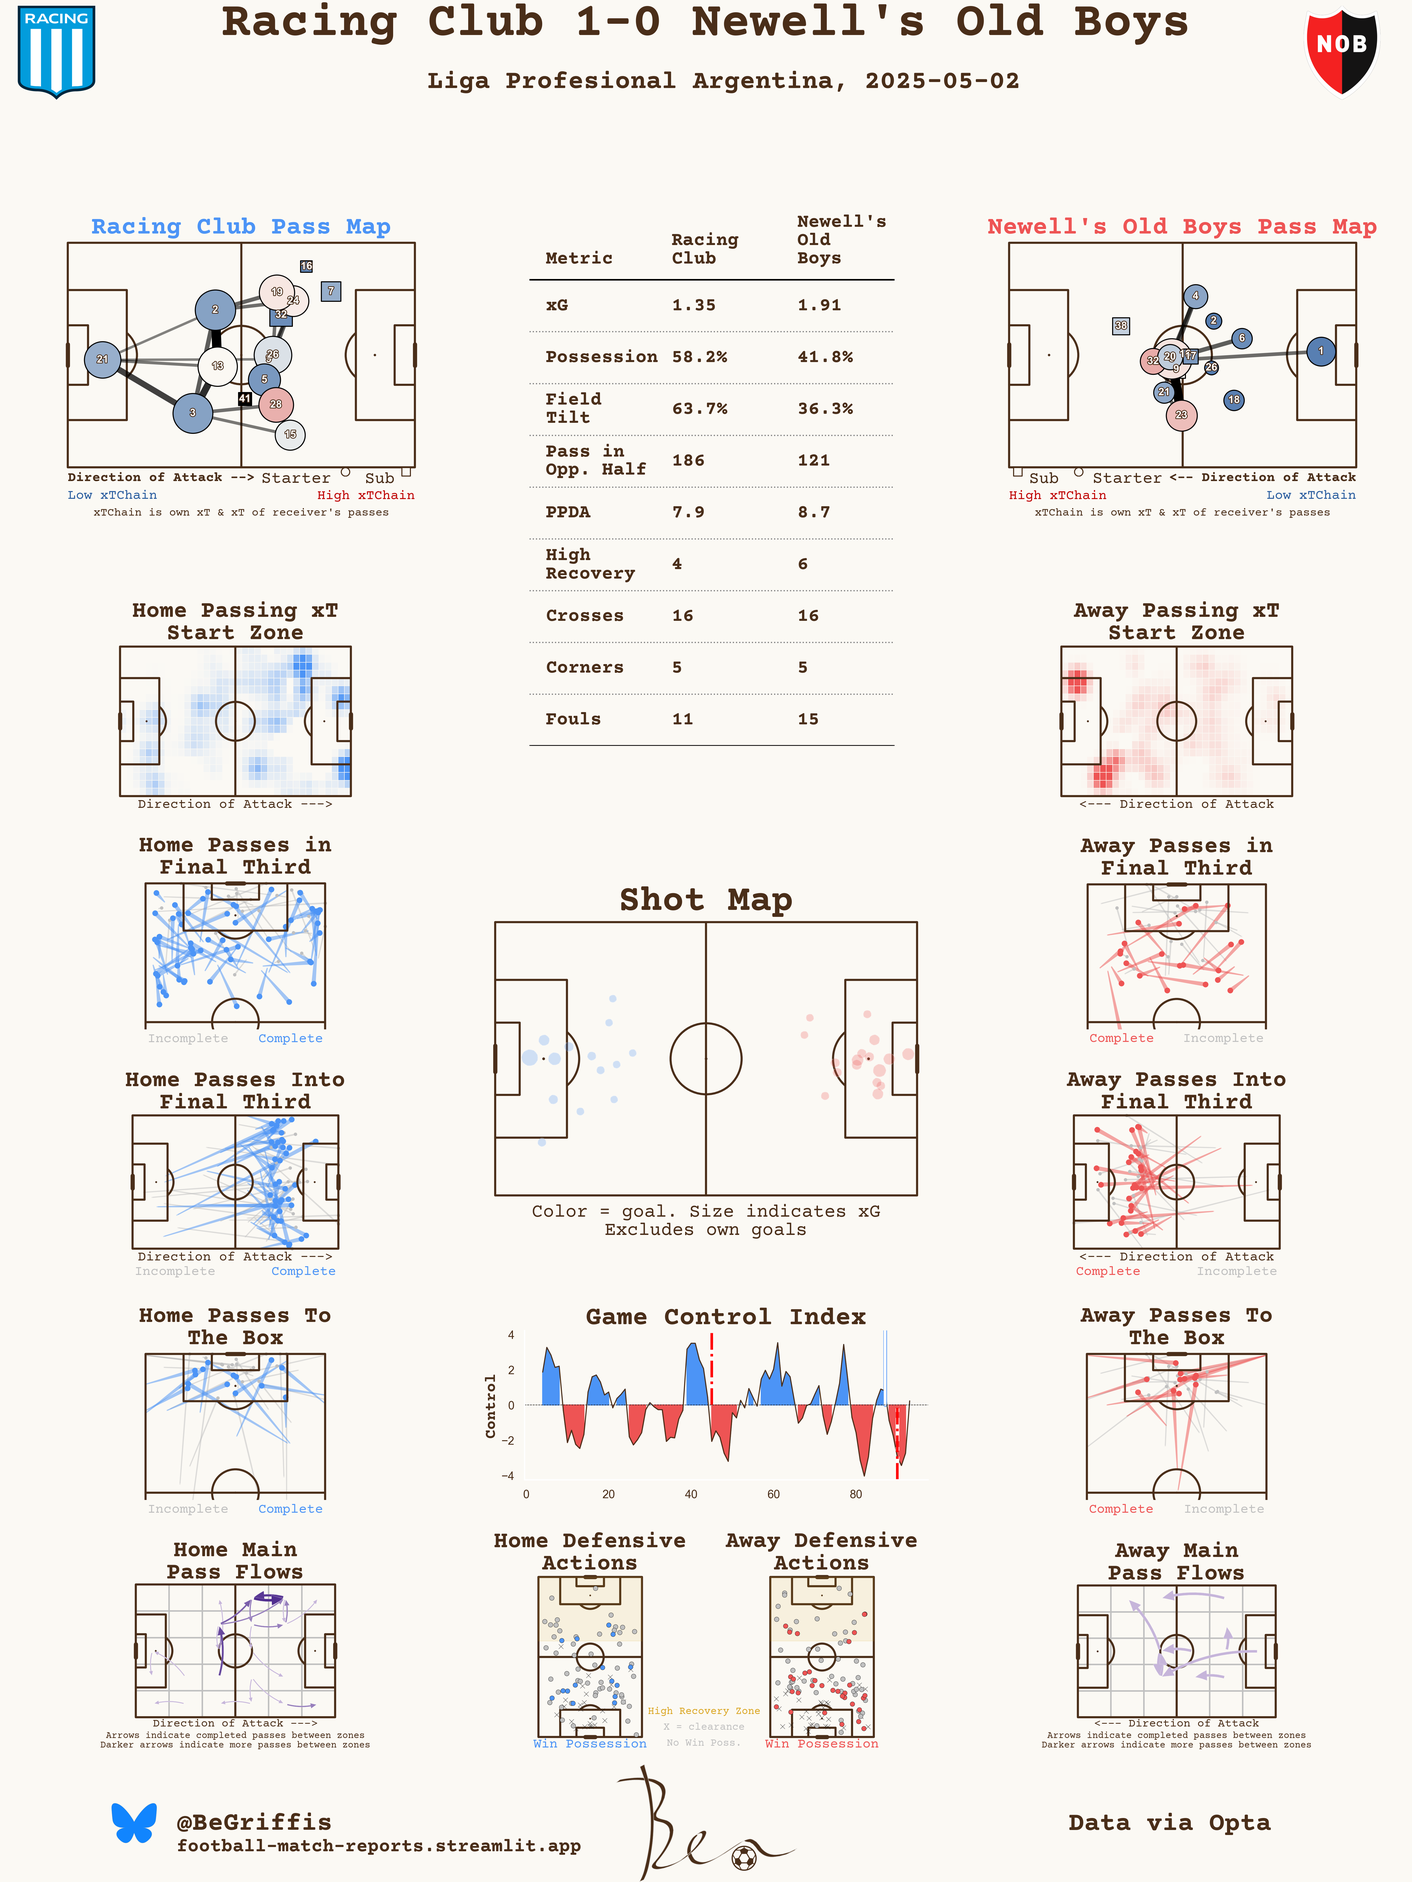 Racing Club 1-0 Newell's Old Boys
RACING
NOB
Liga Profesional Argentina, 2025-05-02
Racing Club Pass Map
16
7
19
24
2
32
26
21
13
5
41
28
3
15
Direction of Attack --> Starter Sub
Low xTChain High xTChain
xTChain is own xT & xT of receiver's passes
Metric Racing Club Newell's Old Boys
xG 1.35 1.91
Possession 58.2% 41.8%
Field Tilt 63.7% 36.3%
Pass in Opp. Half 186 121
PPDA 7.9 8.7
High Recovery 4 6
Crosses 16 16
Corners 5 5
Fouls 11 15
Newell's Old Boys Pass Map
4
38
2
6
1
32
20
17
9
26
21
18
23
Sub Starter <-- Direction of Attack
High xTChain Low xTChain
xTChain is own xT & xT of receiver's passes
Home Passing xT
Start Zone
Direction of Attack --->
Away Passing xT
Start Zone
<--- Direction of Attack
Home Passes in
Final Third
Incomplete Complete
Shot Map
Color = goal. Size indicates xG
Excludes own goals
Away Passes in
Final Third
Complete Incomplete
Home Passes Into
Final Third
Direction of Attack --->
Incomplete Complete
Away Passes Into
Final Third
<--- Direction of Attack
Complete Incomplete
Home Passes To
The Box
Incomplete Complete
Game Control Index
Control
4
2
0
−2
−4
0 20 40 60 80
Away Passes To
The Box
Complete Incomplete
Home Main
Pass Flows
Direction of Attack --->
Arrows indicate completed passes between zones
Darker arrows indicate more passes between zones
Home Defensive
Actions
Win Possession
High Recovery Zone
X = clearance
No Win Poss.
Away Defensive
Actions
Win Possession
Away Main
Pass Flows
<--- Direction of Attack
Arrows indicate completed passes between zones
Darker arrows indicate more passes between zones
@BeGriffis
football-match-reports.streamlit.app
Ben
Data via Opta